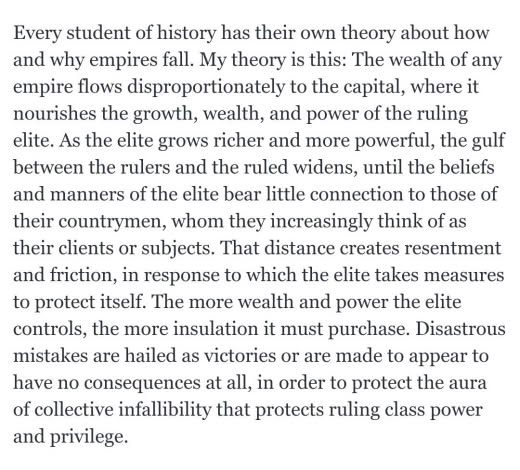 Every student of history has their own theory about how
and why empires fall. My theory is this: The wealth of any
empire flows disproportionately to the capital, where it
nourishes the growth, wealth, and power of the ruling
elite. As the elite grows richer and more powerful, the gulf
between the rulers and the ruled widens, until the beliefs
and manners of the elite bear little connection to those of
their countrymen, whom they increasingly think of as
their clients or subjects. That distance creates resentment
and friction, in response to which the elite takes measures
to protect itself. The more wealth and power the elite
controls, the more insulation it must purchase. Disastrous
mistakes are hailed as victories or are made to appear to
have no consequences at all, in order to protect the aura
of collective infallibility that protects ruling class power
and privilege.